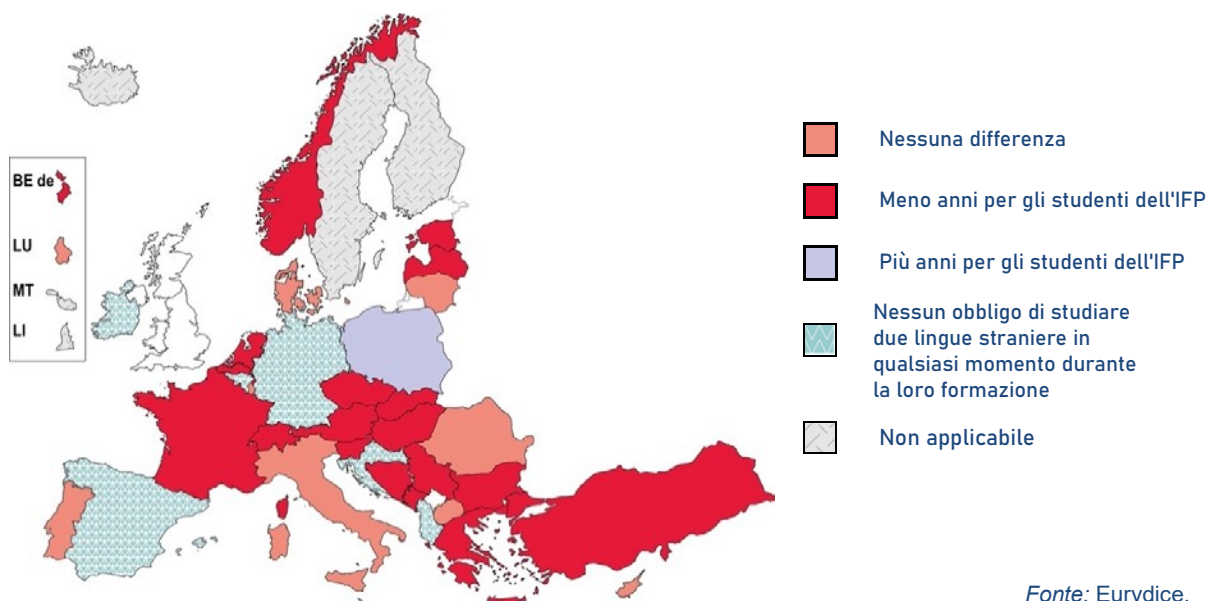 BE de
LU
MT
LI
Nessuna differenza
Meno anni per gli studenti dell'IFP
Più anni per gli studenti dell'IFP
Nessun obbligo di studiare
due lingue straniere in
qualsiasi momento durante
la loro formazione
Non applicabile
Fonte: Eurydice.